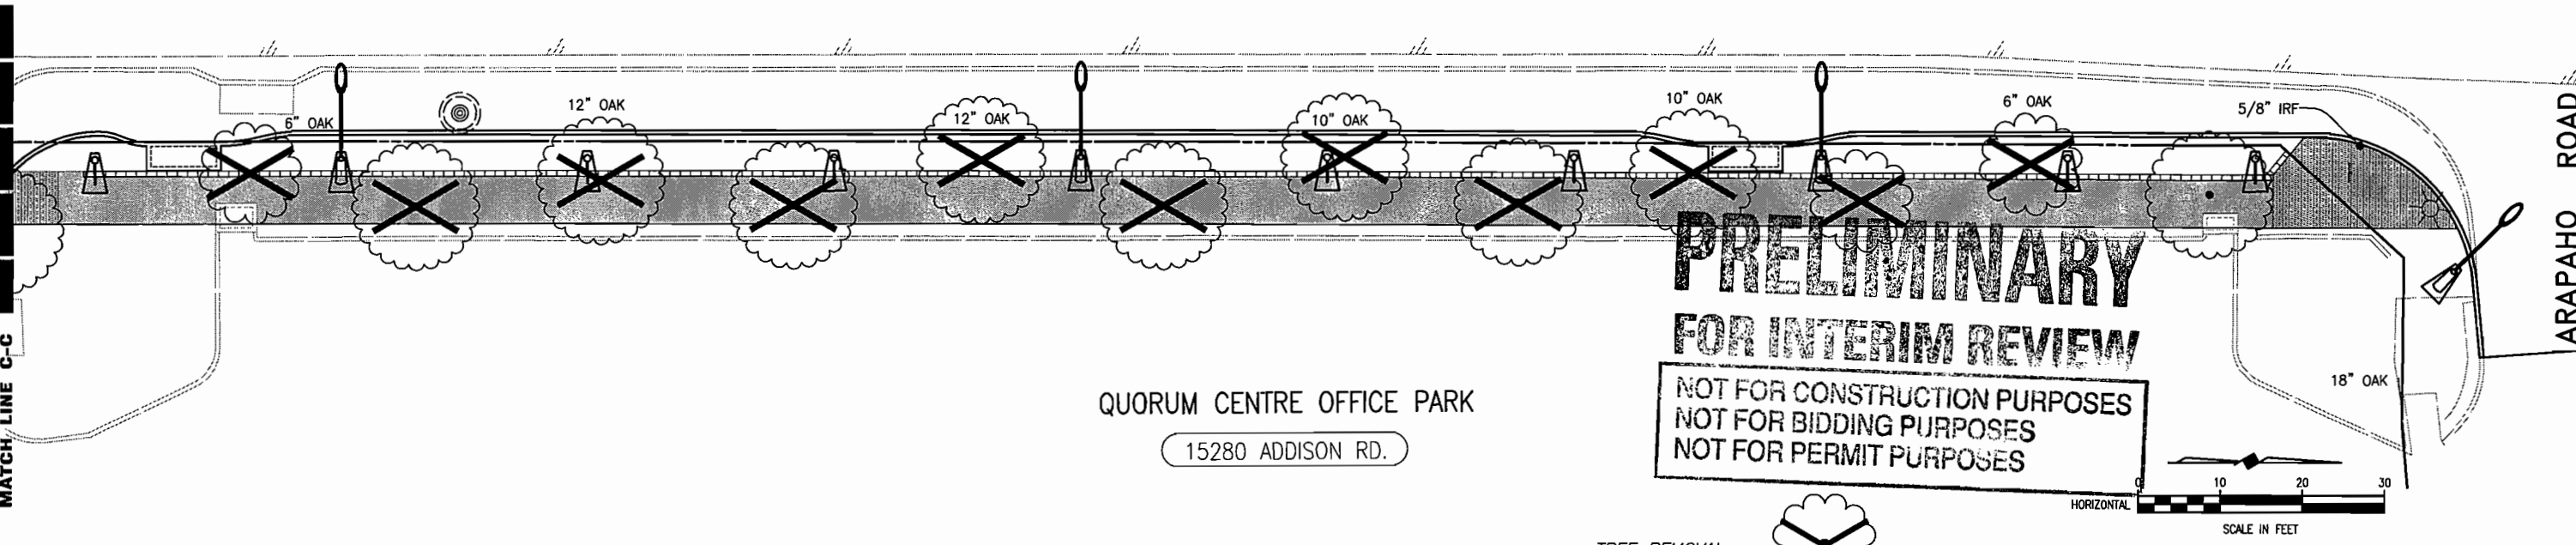 6" OAK
12" OAK
12" OAK
10" OAK
10" OAK
6" OAK
5/8" IRF
ARAPAHO ROAD
MATCH LINE C-C
PRELIMINARY
FOR INTERIM REVIEW
NOT FOR CONSTRUCTION PURPOSES
NOT FOR BIDDING PURPOSES
NOT FOR PERMIT PURPOSES
QUORUM CENTRE OFFICE PARK
15280 ADDISON RD.
18" OAK
0 10 20 30
HORIZONTAL
SCALE IN FEET
TREE REMOVAL